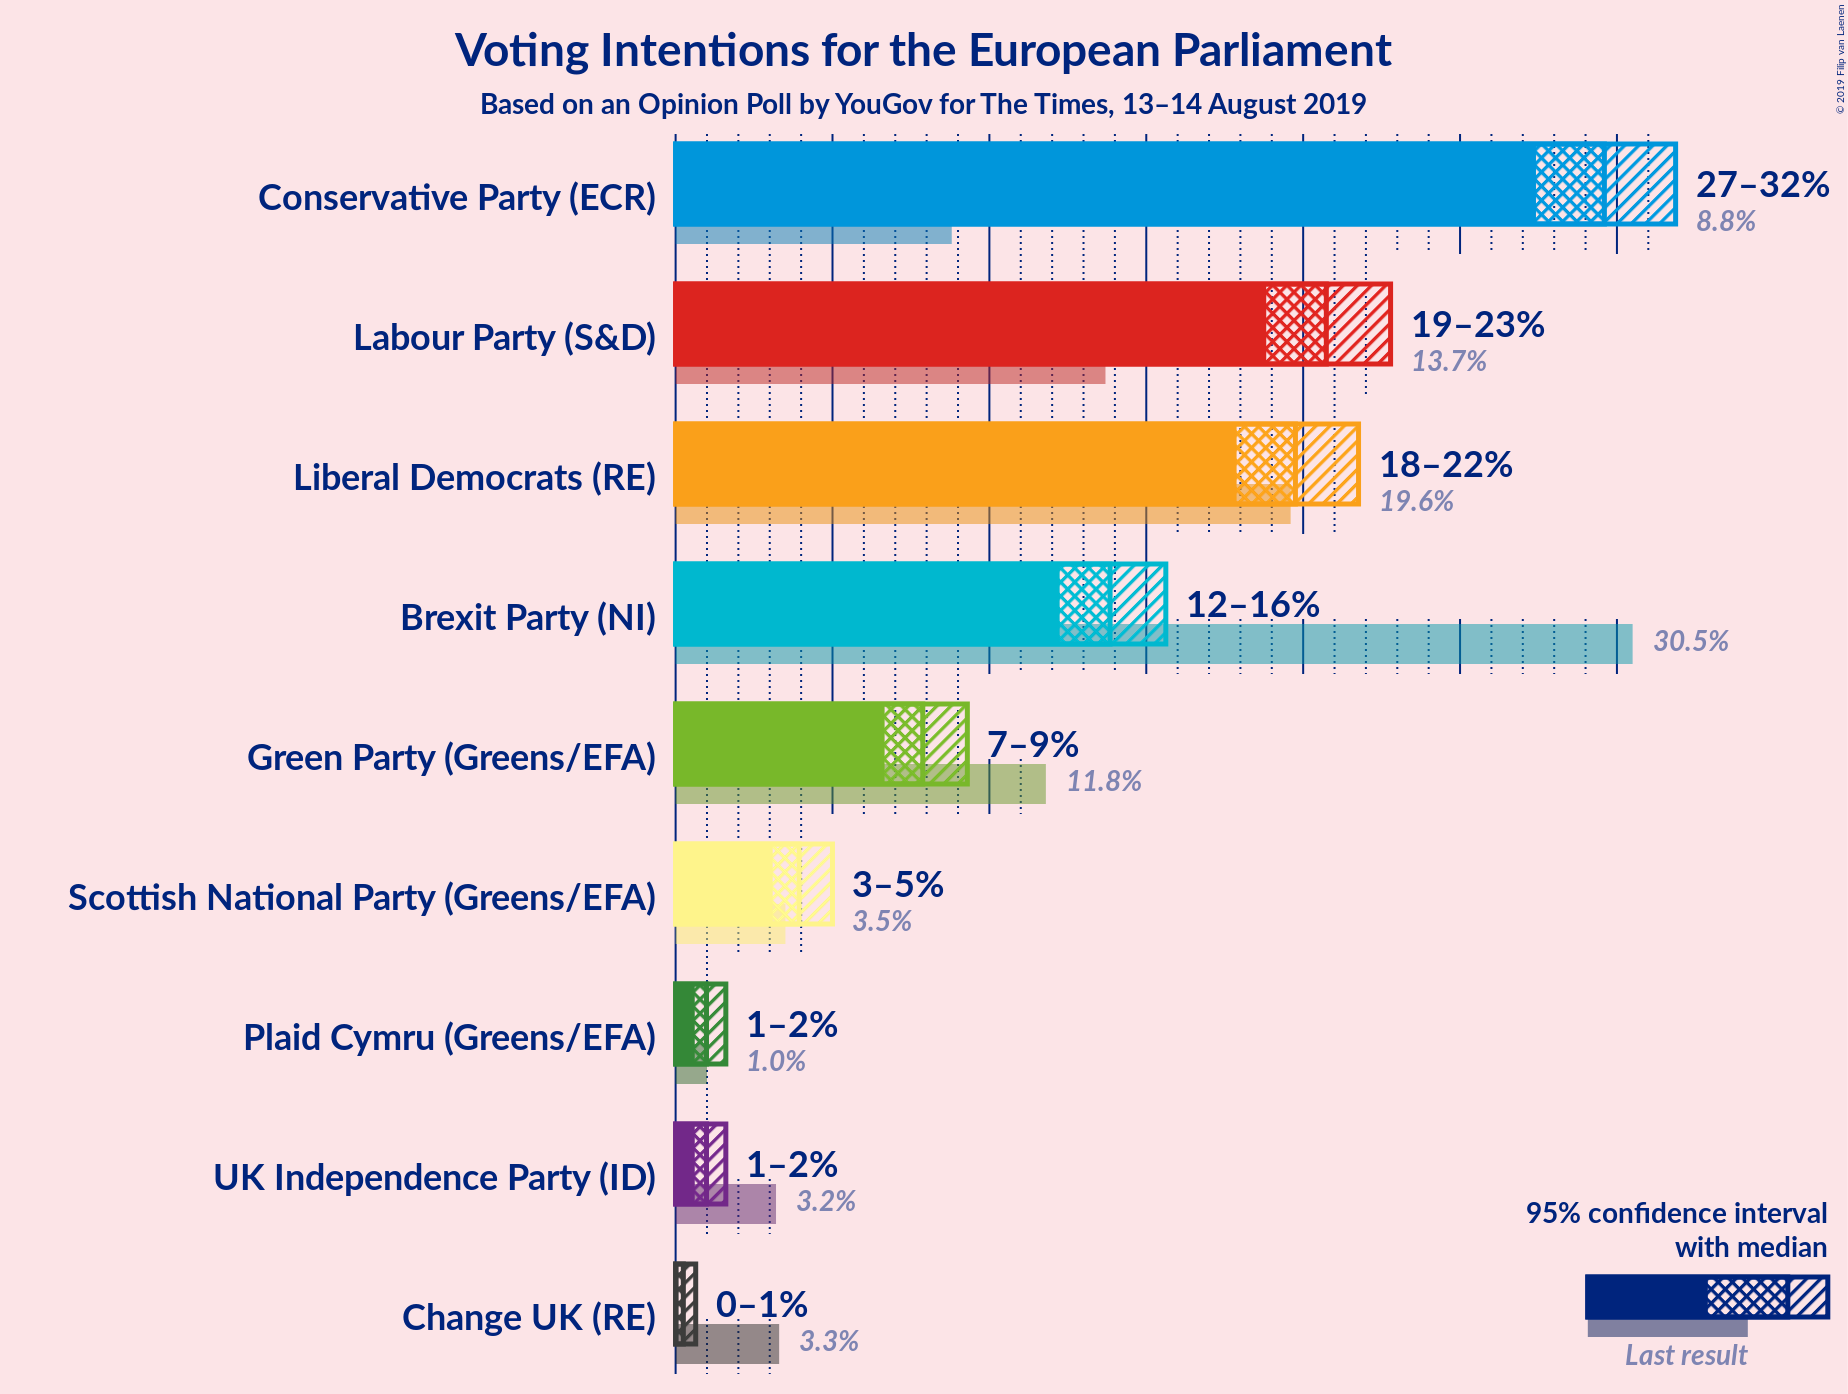 Voting Intentions for the European Parliament
Based on an Opinion Poll by YouGov for The Times, 13–14 August 2019
© 2019 Filip van Laenen
Conservative Party (ECR)
27–32%
8.8%
Labour Party (S&D)
19–23%
13.7%
Liberal Democrats (RE)
18–22%
19.6%
Brexit Party (NI)
12–16%
30.5%
Green Party (Greens/EFA)
7–9%
11.8%
Scottish National Party (Greens/EFA)
3–5%
3.5%
Plaid Cymru (Greens/EFA)
1–2%
1.0%
UK Independence Party (ID)
1–2%
3.2%
Change UK (RE)
0–1%
3.3%
95% confidence interval
with median
Last result